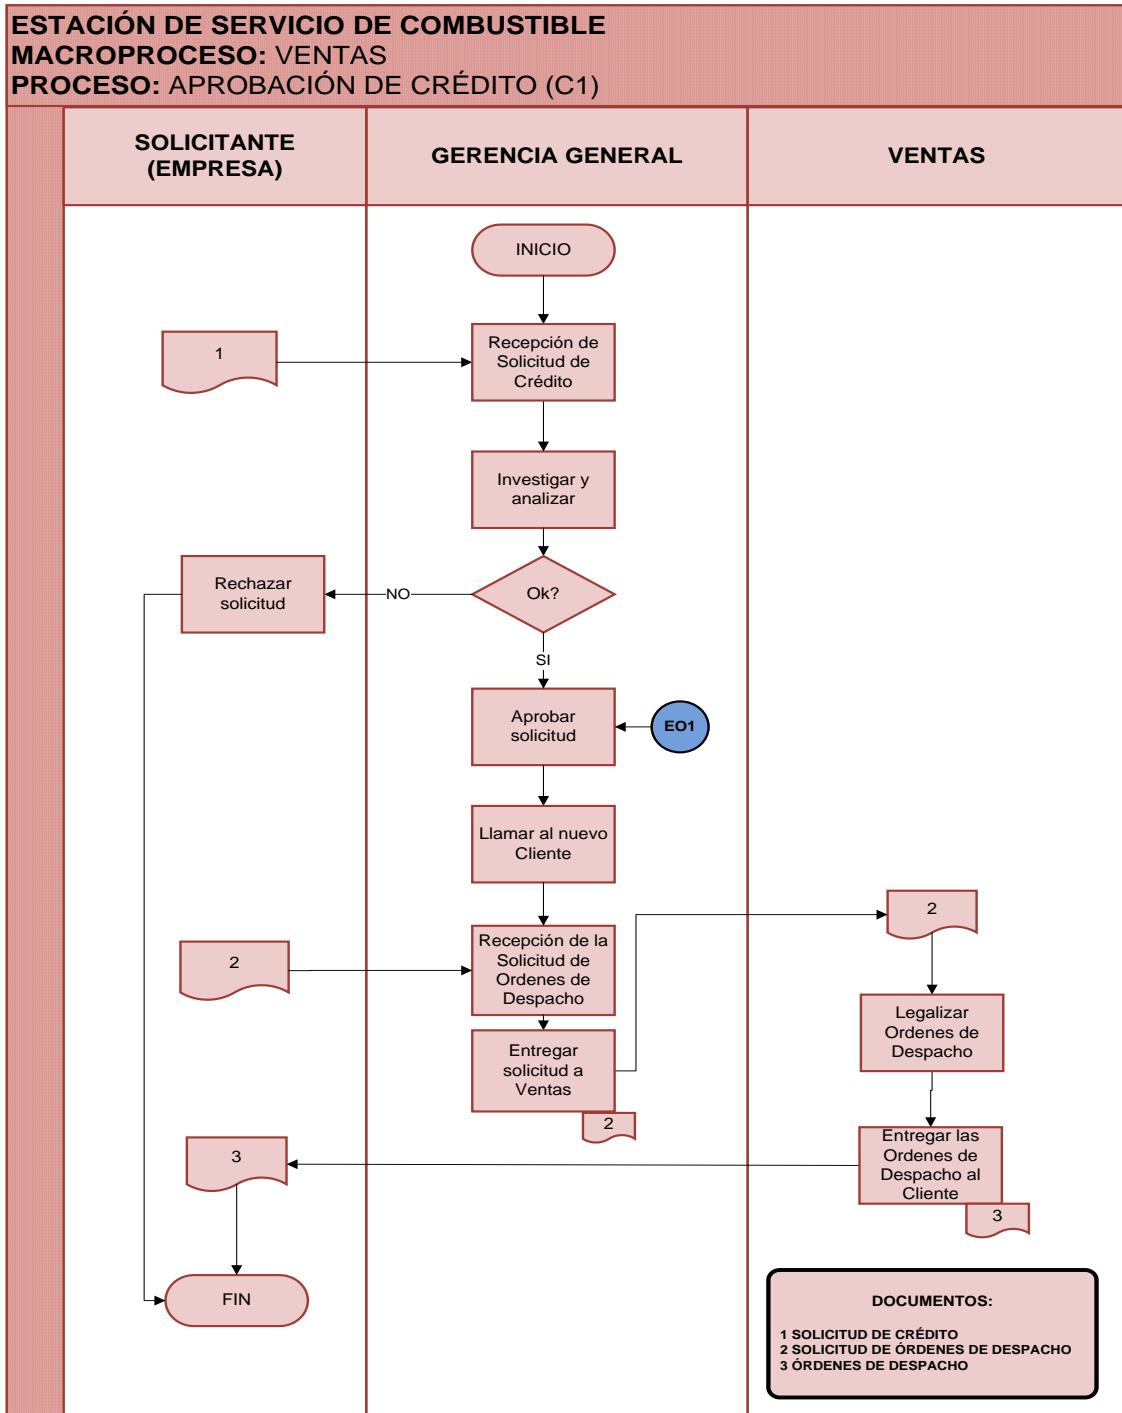 ESTACIÓN DE SERVICIO DE COMBUSTIBLE
MACROPROCESO: VENTAS
PROCESO: APROBACIÓN DE CRÉDITO (C1)
SOLICITANTE
(EMPRESA)
GERENCIA GENERAL
VENTAS
INICIO
1
Recepción de
Solicitud de
Crédito
Investigar y
analizar
Rechazar
solicitud
NO
Ok?
SI
Aprobar
solicitud
EO1
Llamar al nuevo
Cliente
2
2
Recepción de la
Solicitud de
Ordenes de
Despacho
Legalizar
Ordenes de
Despacho
Entregar
solicitud a
Ventas
2
3
Entregar las
Ordenes de
Despacho al
Cliente
3
FIN
DOCUMENTOS:
1 SOLICITUD DE CRÉDITO
2 SOLICITUD DE ÓRDENES DE DESPACHO
3 ÓRDENES DE DESPACHO